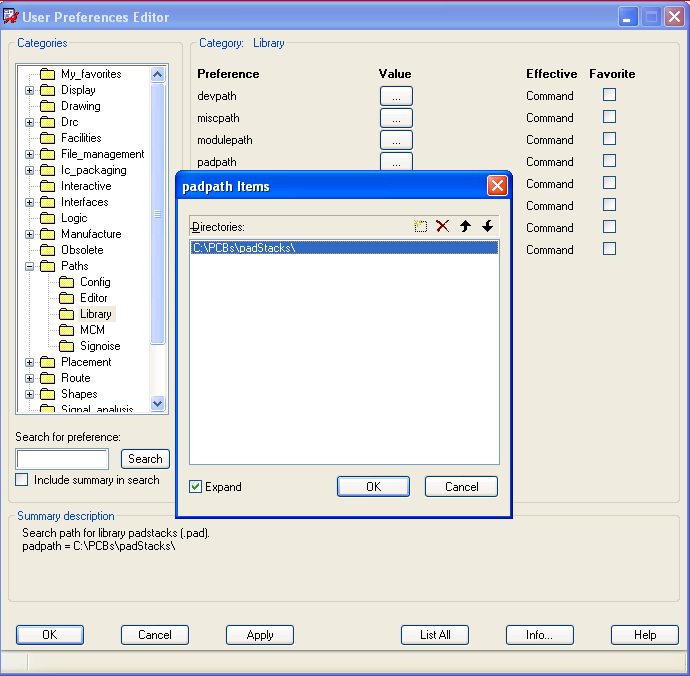 User Preferences Editor
Categories
My_favorites
Display
Drawing
Drc
Facilities
File_management
Ic_packaging
Interactive
Interfaces
Logic
Manufacture
Obsolete
Paths
Config
Editor
Library
MCM
Signoise
Placement
Route
Shapes
Signal_analysis
Search for preference:
Search
Include summary in search
Category: Library
Preference Value Effective Favorite
devpath ... Command
miscpath ... Command
modulepath ... Command
padpath ... Command
Command
Command
Command
Command
padpath Items
Directories:
C:\PCBs\padStacks\
Expand
OK
Cancel
Summary description
Search path for library padstacks (.pad).
padpath = C:\PCBs\padStacks\
OK Cancel Apply List All Info... Help